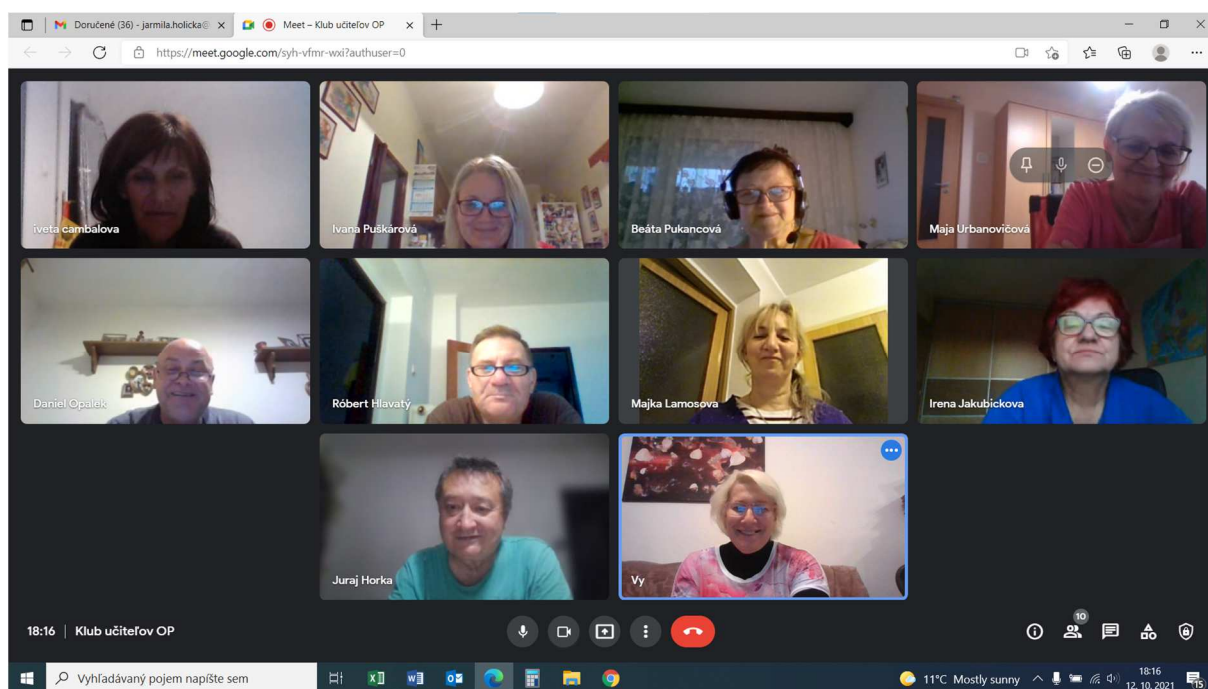 Doručené (36) - jarmila.holicka@
Meet – Klub učiteľov OP
https://meet.google.com/syh-vfmr-wxi?authuser=0
iveta cambalova
Ivana Puškárová
Beáta Pukancová
Maja Urbanovičová
Daniel Opalek
Róbert Hlavatý
Majka Lamosova
Irena Jakubickova
Juraj Horka
Vy
18:16 | Klub učiteľov OP
10
Vyhľadávaný pojem napíšte sem
11°C Mostly sunny
18:16
12. 10. 2021
15